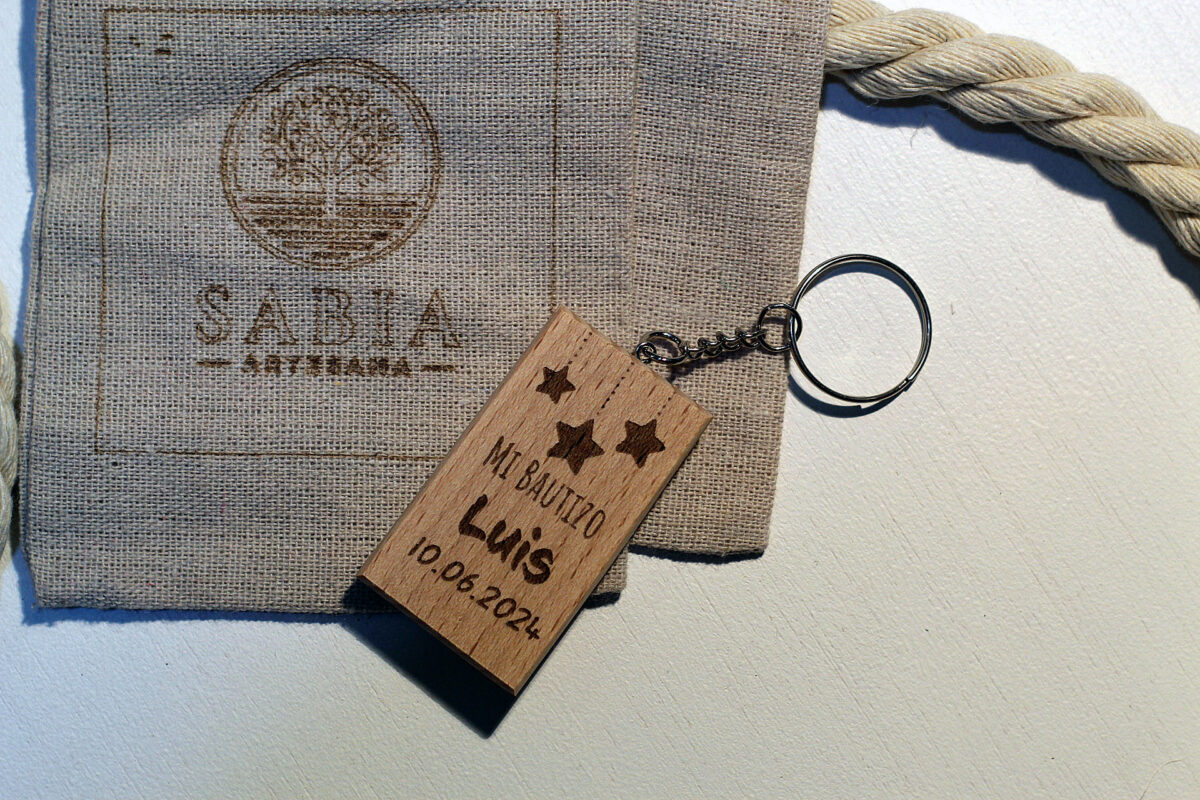 SABIA
ARTESANA
MI BAUTIZO
Luis
10.06.2024